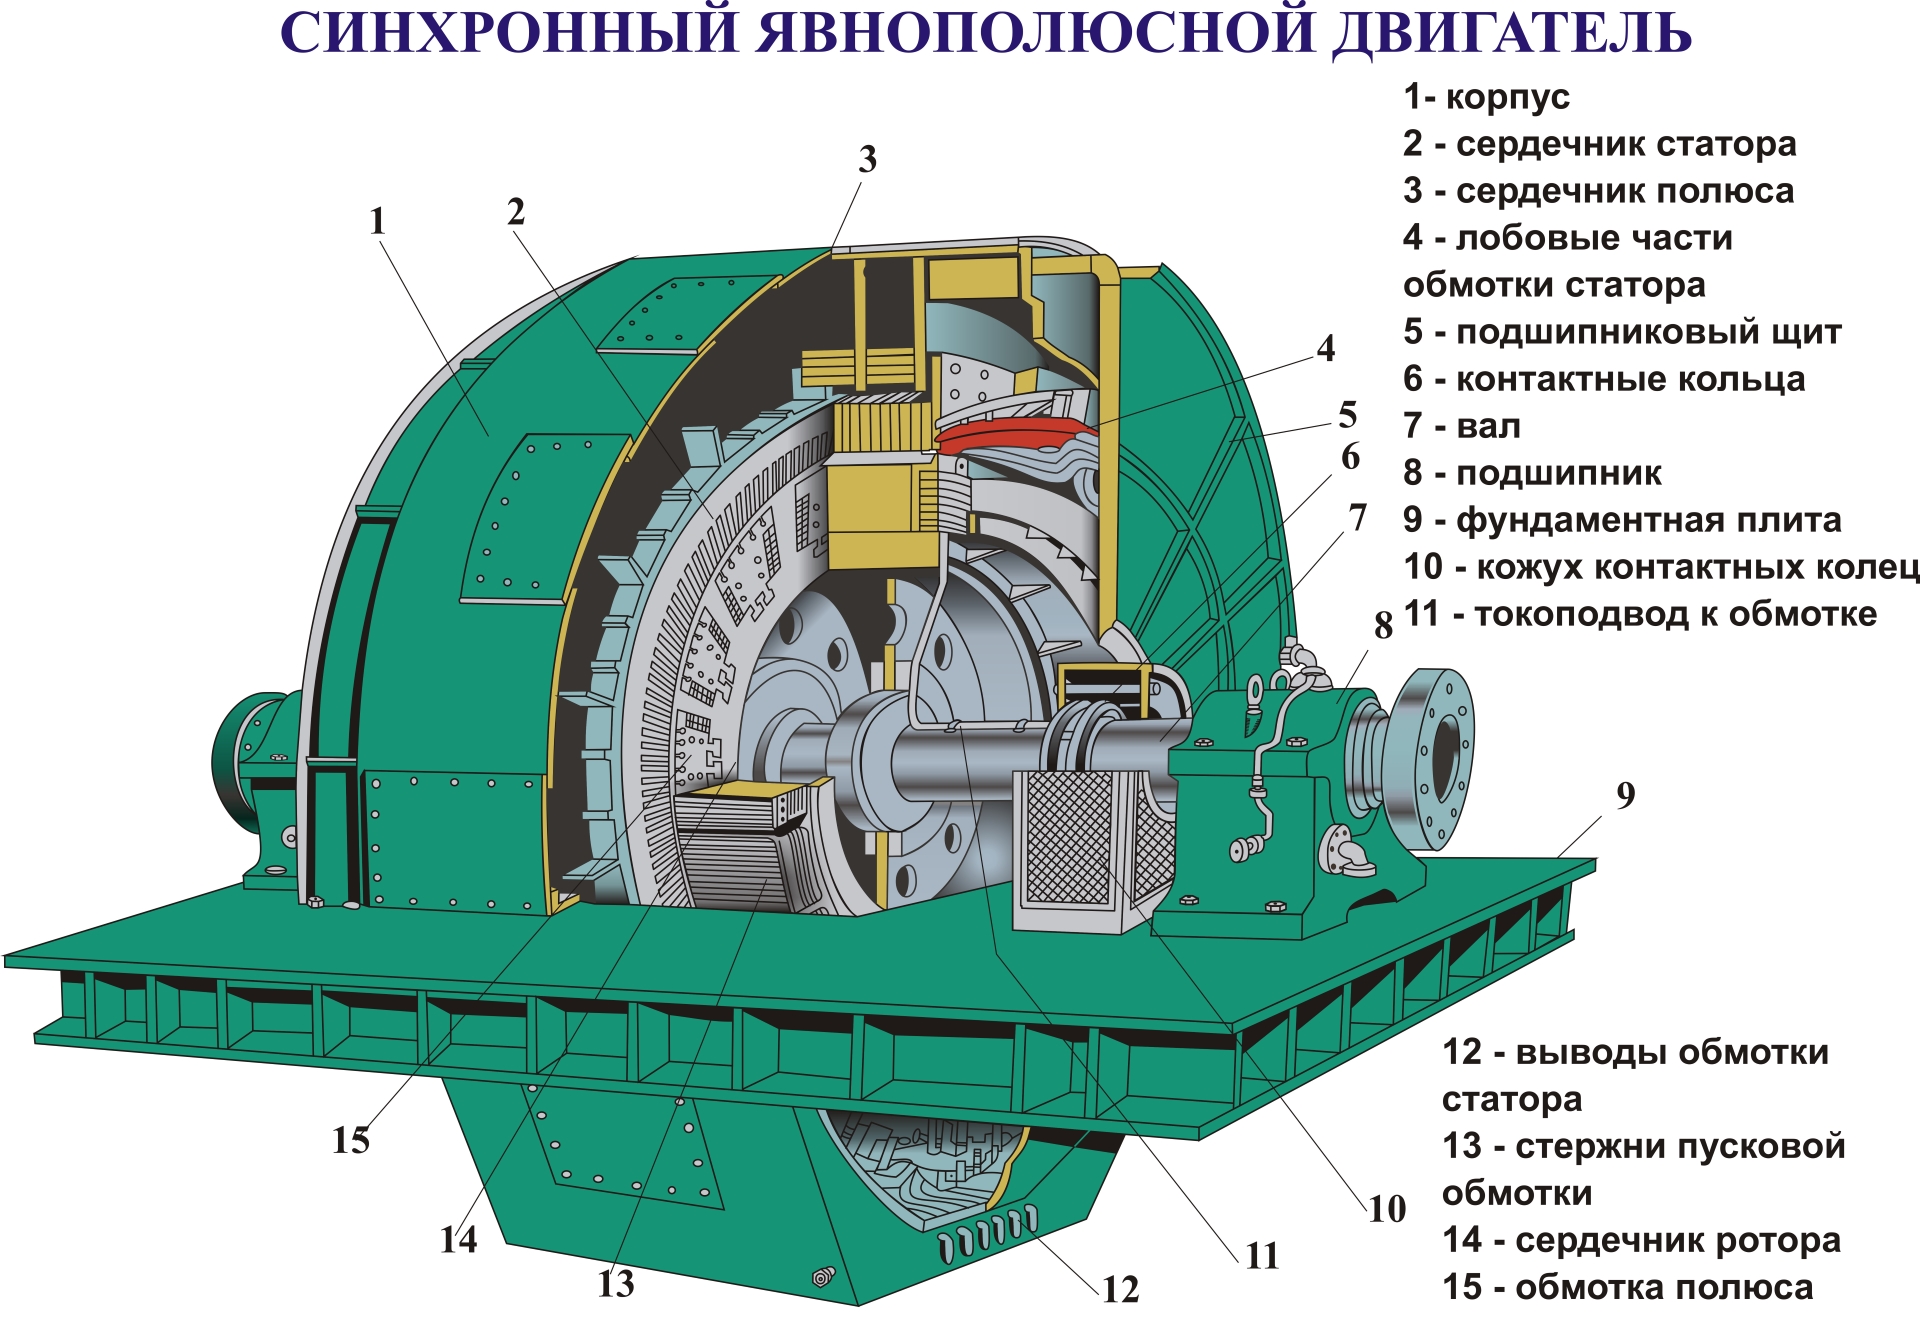 СИНХРОННЫЙ ЯВНОПОЛЮСНОЙ ДВИГАТЕЛЬ
1- корпус
2 - сердечник статора
3 - сердечник полюса
4 - лобовые части
обмотки статора
5 - подшипниковый щит
6 - контактные кольца
7 - вал
8 - подшипник
9 - фундаментная плита
10 - кожух контактных колец
11 - токоподвод к обмотке
3
2
1
4
5
6
7
8
9
15
14
13
12
11
10
12 - выводы обмотки
статора
13 - стержни пусковой
обмотки
14 - сердечник ротора
15 - обмотка полюса